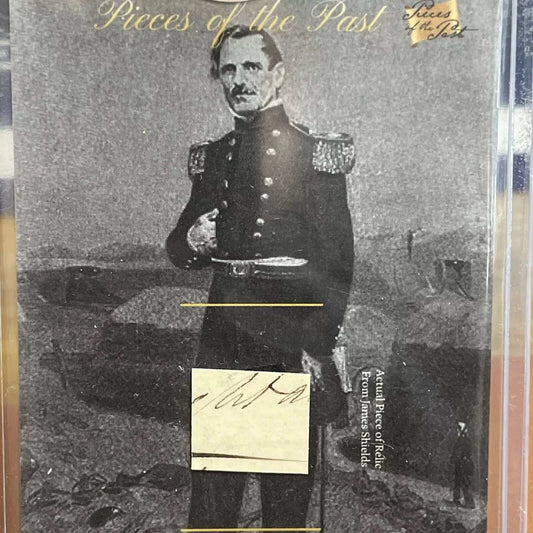 Pieces of the Past
Pieces
of the Past
Actual Piece of Relic
From James Shields